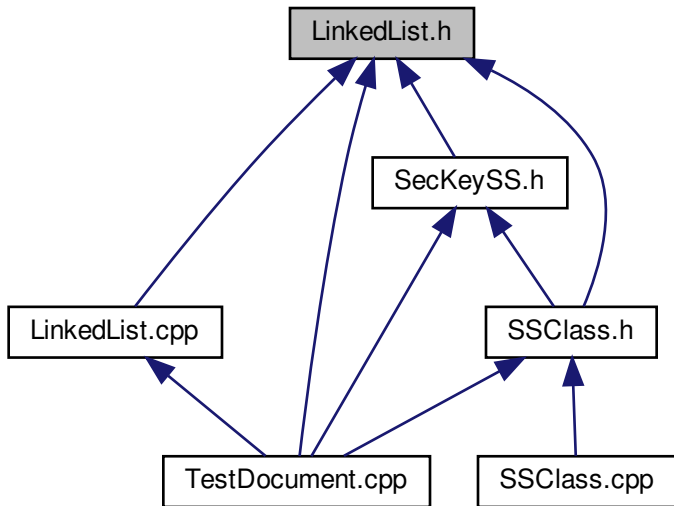 LinkedList.h
SecKeySS.h
LinkedList.cpp
SSClass.h
TestDocument.cpp
SSClass.cpp